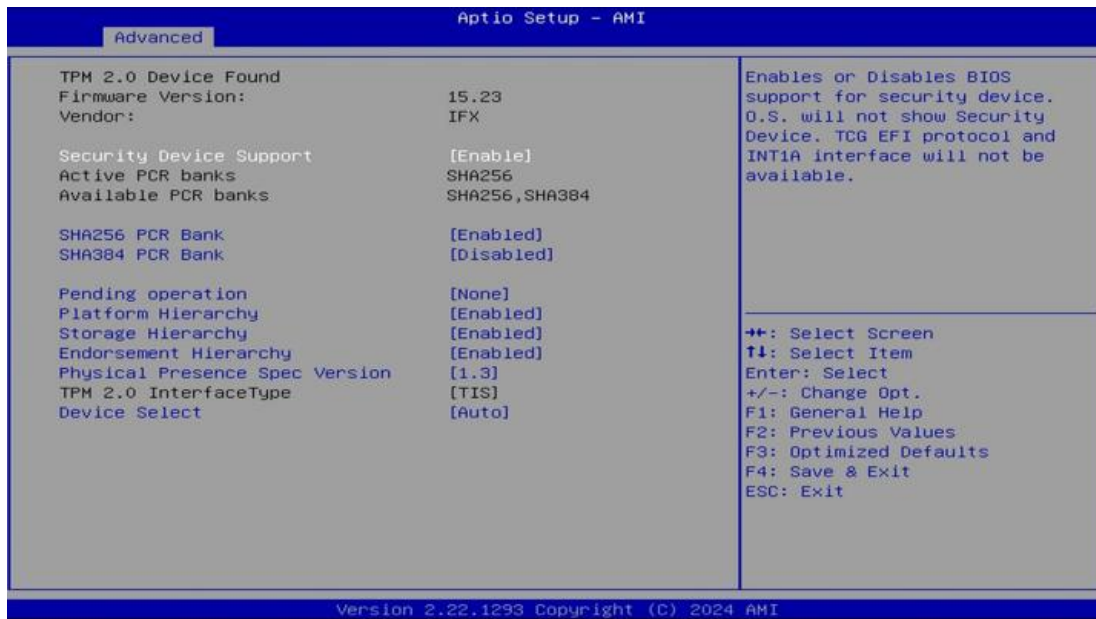 Aptio Setup - AMI
Advanced
TPM 2.0 Device Found
Firmware Version: 15.23
Vendor: IFX
Security Device Support [Enable]
Active PCR banks SHA256
Available PCR banks SHA256,SHA384
SHA256 PCR Bank [Enabled]
SHA384 PCR Bank [Disabled]
Pending operation [None]
Platform Hierarchy [Enabled]
Storage Hierarchy [Enabled]
Endorsement Hierarchy [Enabled]
Physical Presence Spec Version [1.3]
TPM 2.0 InterfaceType [TIS]
Device Select [Auto]
Enables or Disables BIOS
support for security device.
O.S. will not show Security
Device. TCG EFI protocol and
INT1A interface will not be
available.
→←: Select Screen
↑↓: Select Item
Enter: Select
+/-: Change Opt.
F1: General Help
F2: Previous Values
F3: Optimized Defaults
F4: Save & Exit
ESC: Exit
Version 2.22.1293 Copyright (C) 2024 AMI